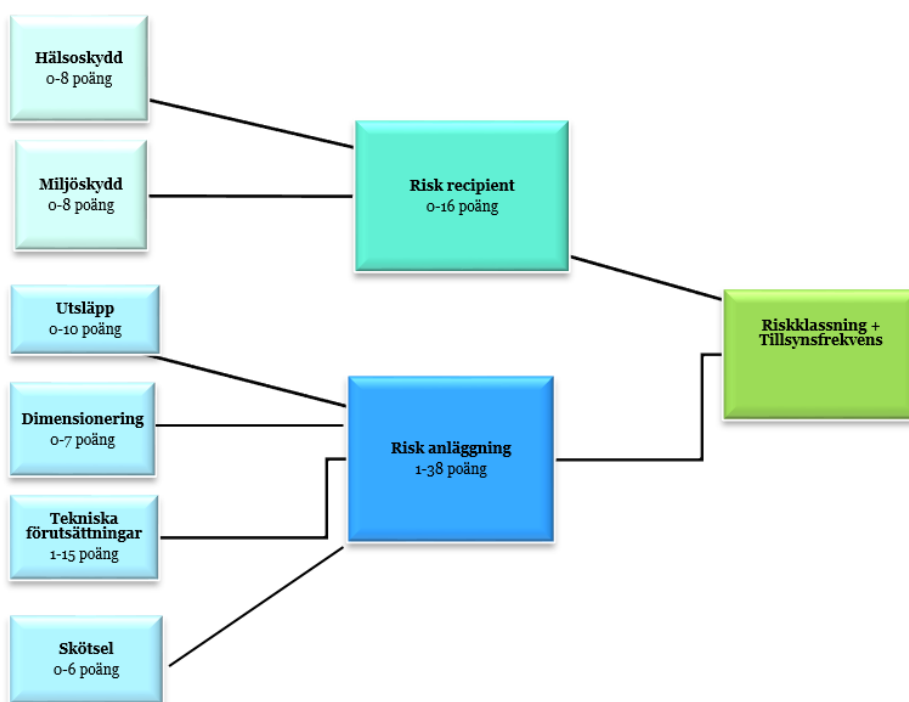 Hälsoskydd
0-8 poäng
Miljöskydd
0-8 poäng
Risk recipient
0-16 poäng
Utsläpp
0-10 poäng
Riskklassning +
Tillsynsfrekvens
Dimensionering
0-7 poäng
Risk anläggning
1-38 poäng
Tekniska
förutsättningar
1-15 poäng
Skötsel
0-6 poäng